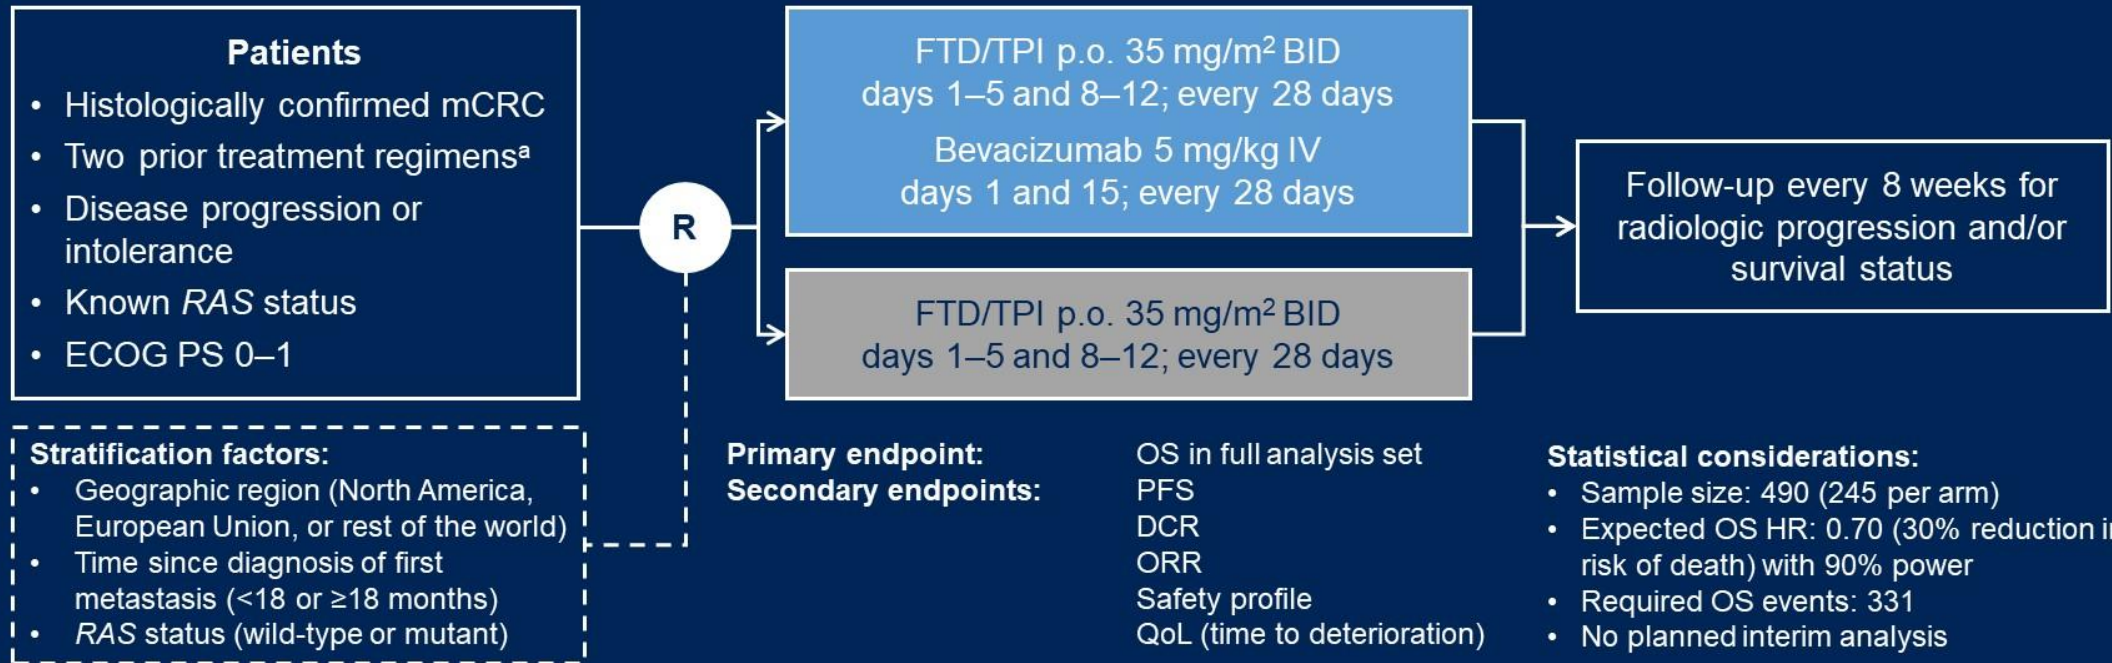 Patients
• Histologically confirmed mCRC
• Two prior treatment regimensᵃ
• Disease progression or
intolerance
• Known RAS status
• ECOG PS 0–1
R
FTD/TPI p.o. 35 mg/m² BID
days 1–5 and 8–12; every 28 days
Bevacizumab 5 mg/kg IV
days 1 and 15; every 28 days
FTD/TPI p.o. 35 mg/m² BID
days 1–5 and 8–12; every 28 days
Follow-up every 8 weeks for
radiologic progression and/or
survival status
Stratification factors:
• Geographic region (North America,
European Union, or rest of the world)
• Time since diagnosis of first
metastasis (<18 or ≥18 months)
• RAS status (wild-type or mutant)
Primary endpoint: OS in full analysis set
Secondary endpoints: PFS
DCR
ORR
Safety profile
QoL (time to deterioration)
Statistical considerations:
• Sample size: 490 (245 per arm)
• Expected OS HR: 0.70 (30% reduction i
risk of death) with 90% power
• Required OS events: 331
• No planned interim analysis